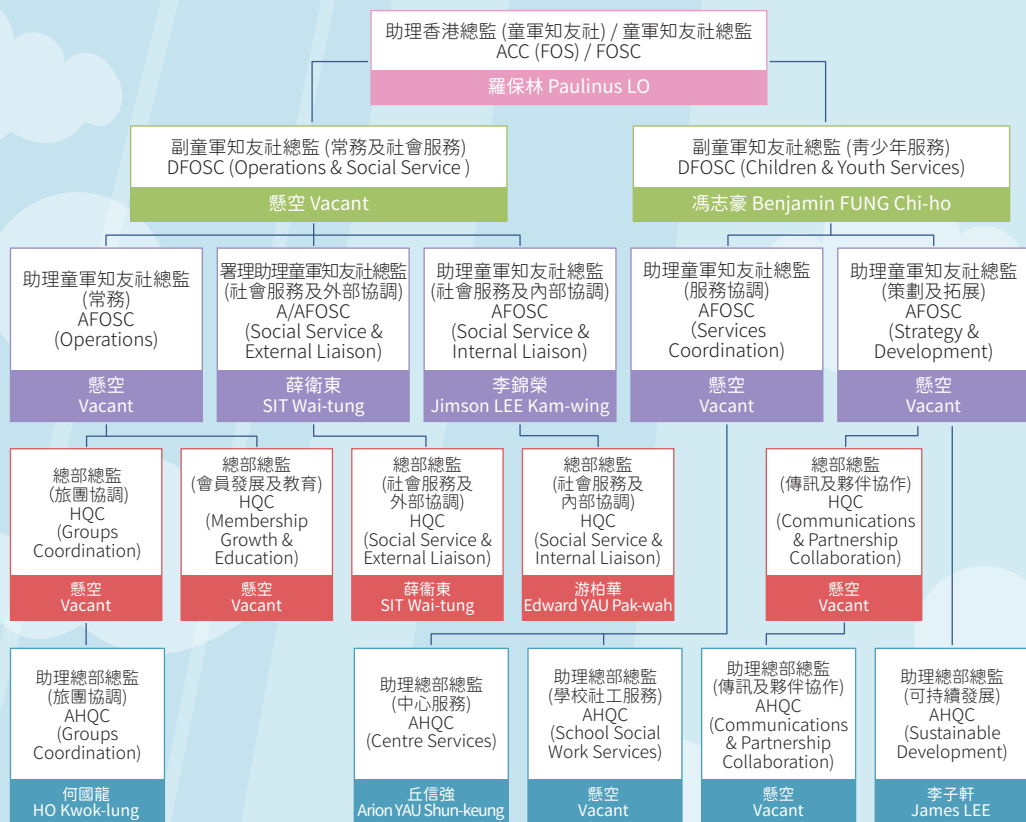 助理香港總監 (童軍知友社) / 童軍知友社總監
ACC (FOS) / FOSC
羅保林 Paulinus LO
副童軍知友社總監 (常務及社會服務)
DFOSC (Operations & Social Service )
懸空 Vacant
副童軍知友社總監 (青少年服務)
DFOSC (Children & Youth Services)
馮志豪 Benjamin FUNG Chi-ho
助理童軍知友社總監
(常務)
AFOSC
(Operations)
懸空
Vacant
署理助理童軍知友社總監
(社會服務及外部協調)
A/AFOSC
(Social Service &
External Liaison)
薛衞東
SIT Wai-tung
助理童軍知友社總監
(社會服務及內部協調)
AFOSC
(Social Service &
Internal Liaison)
李錦榮
Jimson LEE Kam-wing
助理童軍知友社總監
(服務協調)
AFOSC
(Services
Coordination)
懸空
Vacant
助理童軍知友社總監
(策劃及拓展)
AFOSC
(Strategy &
Development)
懸空
Vacant
總部總監
(旅團協調)
HQC
(Groups
Coordination)
懸空
Vacant
總部總監
(會員發展及教育)
HQC
(Membership
Growth &
Education)
懸空
Vacant
總部總監
(社會服務及
外部協調)
HQC
(Social Service &
External Liaison)
薛衞東
SIT Wai-tung
總部總監
(社會服務及
內部協調)
HQC
(Social Service &
Internal Liaison)
游柏華
Edward YAU Pak-wah
總部總監
(傳訊及夥伴協作)
HQC
(Communications
& Partnership
Collaboration)
懸空
Vacant
助理總部總監
(旅團協調)
AHQC
(Groups
Coordination)
何國龍
HO Kwok-lung
助理總部總監
(中心服務)
AHQC
(Centre Services)
丘信強
Arion YAU Shun-keung
助理總部總監
(學校社工服務)
AHQC
(School Social
Work Services)
懸空
Vacant
助理總部總監
(傳訊及夥伴協作)
AHQC
(Communications
& Partnership
Collaboration)
懸空
Vacant
助理總部總監
(可持續發展)
AHQC
(Sustainable
Development)
李子軒
James LEE